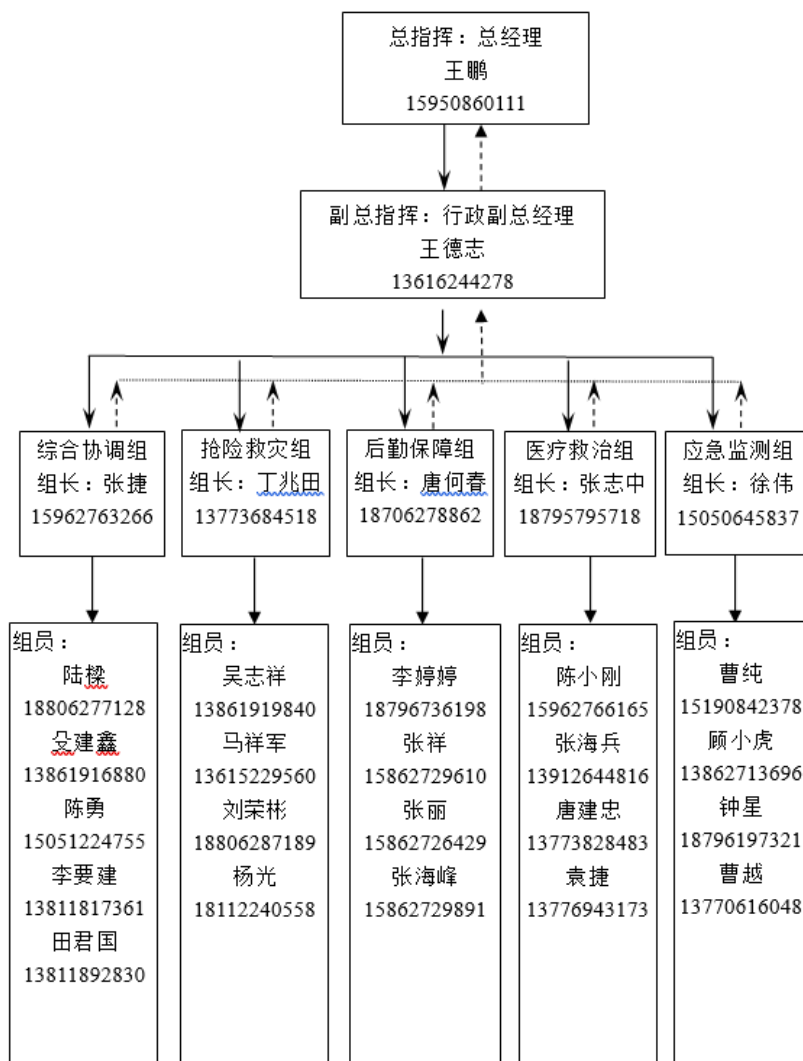 总指挥：总经理
王鹏
15950860111
副总指挥：行政副总经理
王德志
13616244278
综合协调组
组长：张捷
15962763266
抢险救灾组
组长：丁兆田
13773684518
后勤保障组
组长：唐何春
18706278862
医疗救治组
组长：张志中
18795795718
应急监测组
组长：徐伟
15050645837
组员：
陆樑
18806277128
殳建鑫
13861916880
陈勇
15051224755
李要建
13811817361
田君国
13811892830
组员：
吴志祥
13861919840
马祥军
13615229560
刘荣彬
18806287189
杨光
18112240558
组员：
李婷婷
18796736198
张祥
15862729610
张丽
15862726429
张海峰
15862729891
组员：
陈小刚
15962766165
张海兵
13912644816
唐建忠
13773828483
袁捷
13776943173
组员：
曹纯
15190842378
顾小虎
13862713696
钟星
18796197321
曹越
13770616048